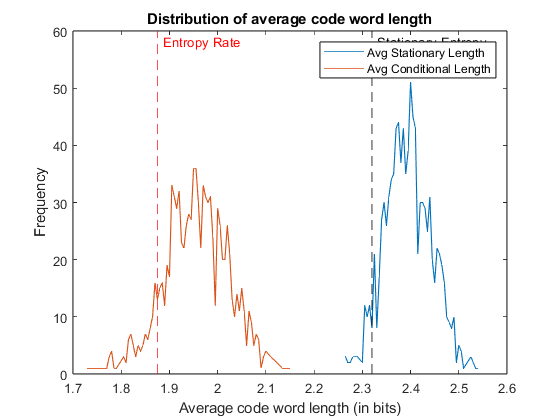 Distribution of average code word length
Entropy Rate
Stationary Entropy
Avg Stationary Length
Avg Conditional Length
60
50
40
30
20
10
0
Frequency
1.7 1.8 1.9 2 2.1 2.2 2.3 2.4 2.5 2.6
Average code word length (in bits)